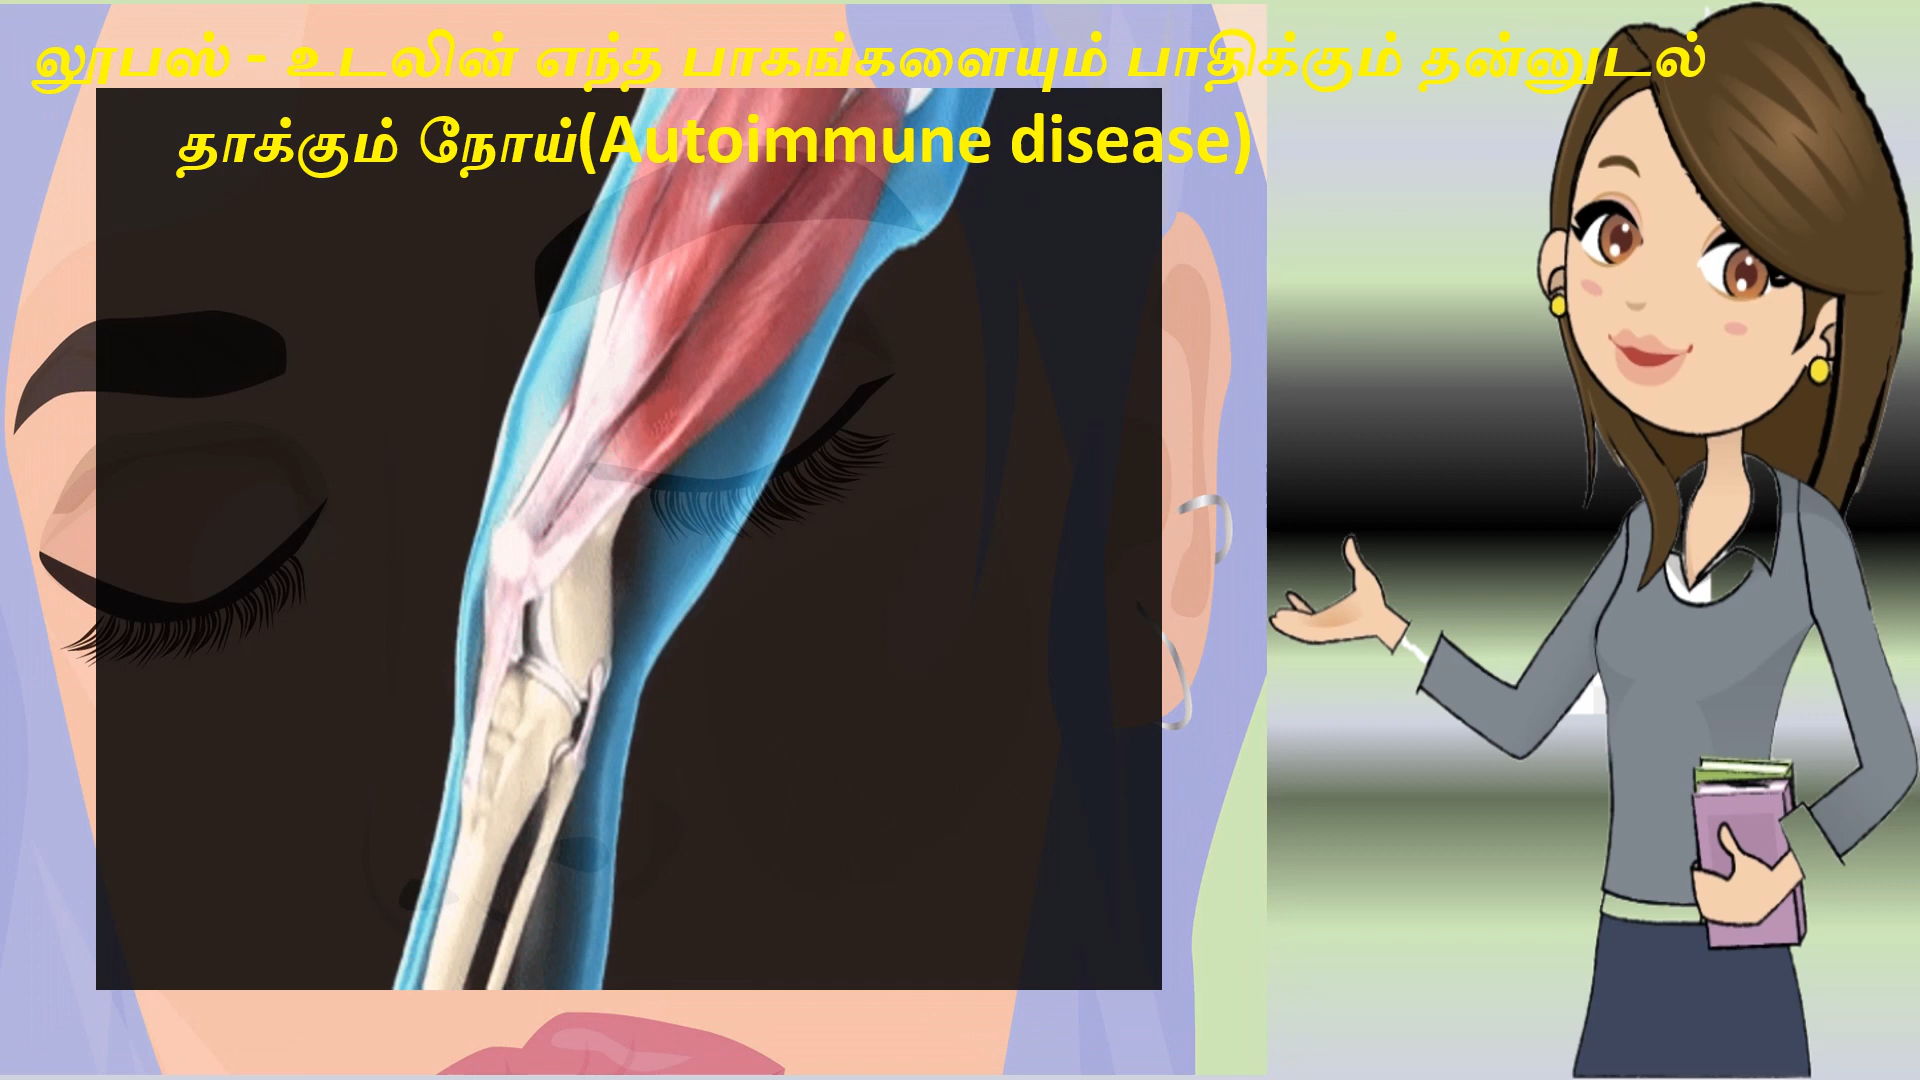 லூபஸ் - உடலின் எந்த பாகங்களையும் பாதிக்கும் தன்னுடல்
தாக்கும் நோய்(Autoimmune disease)